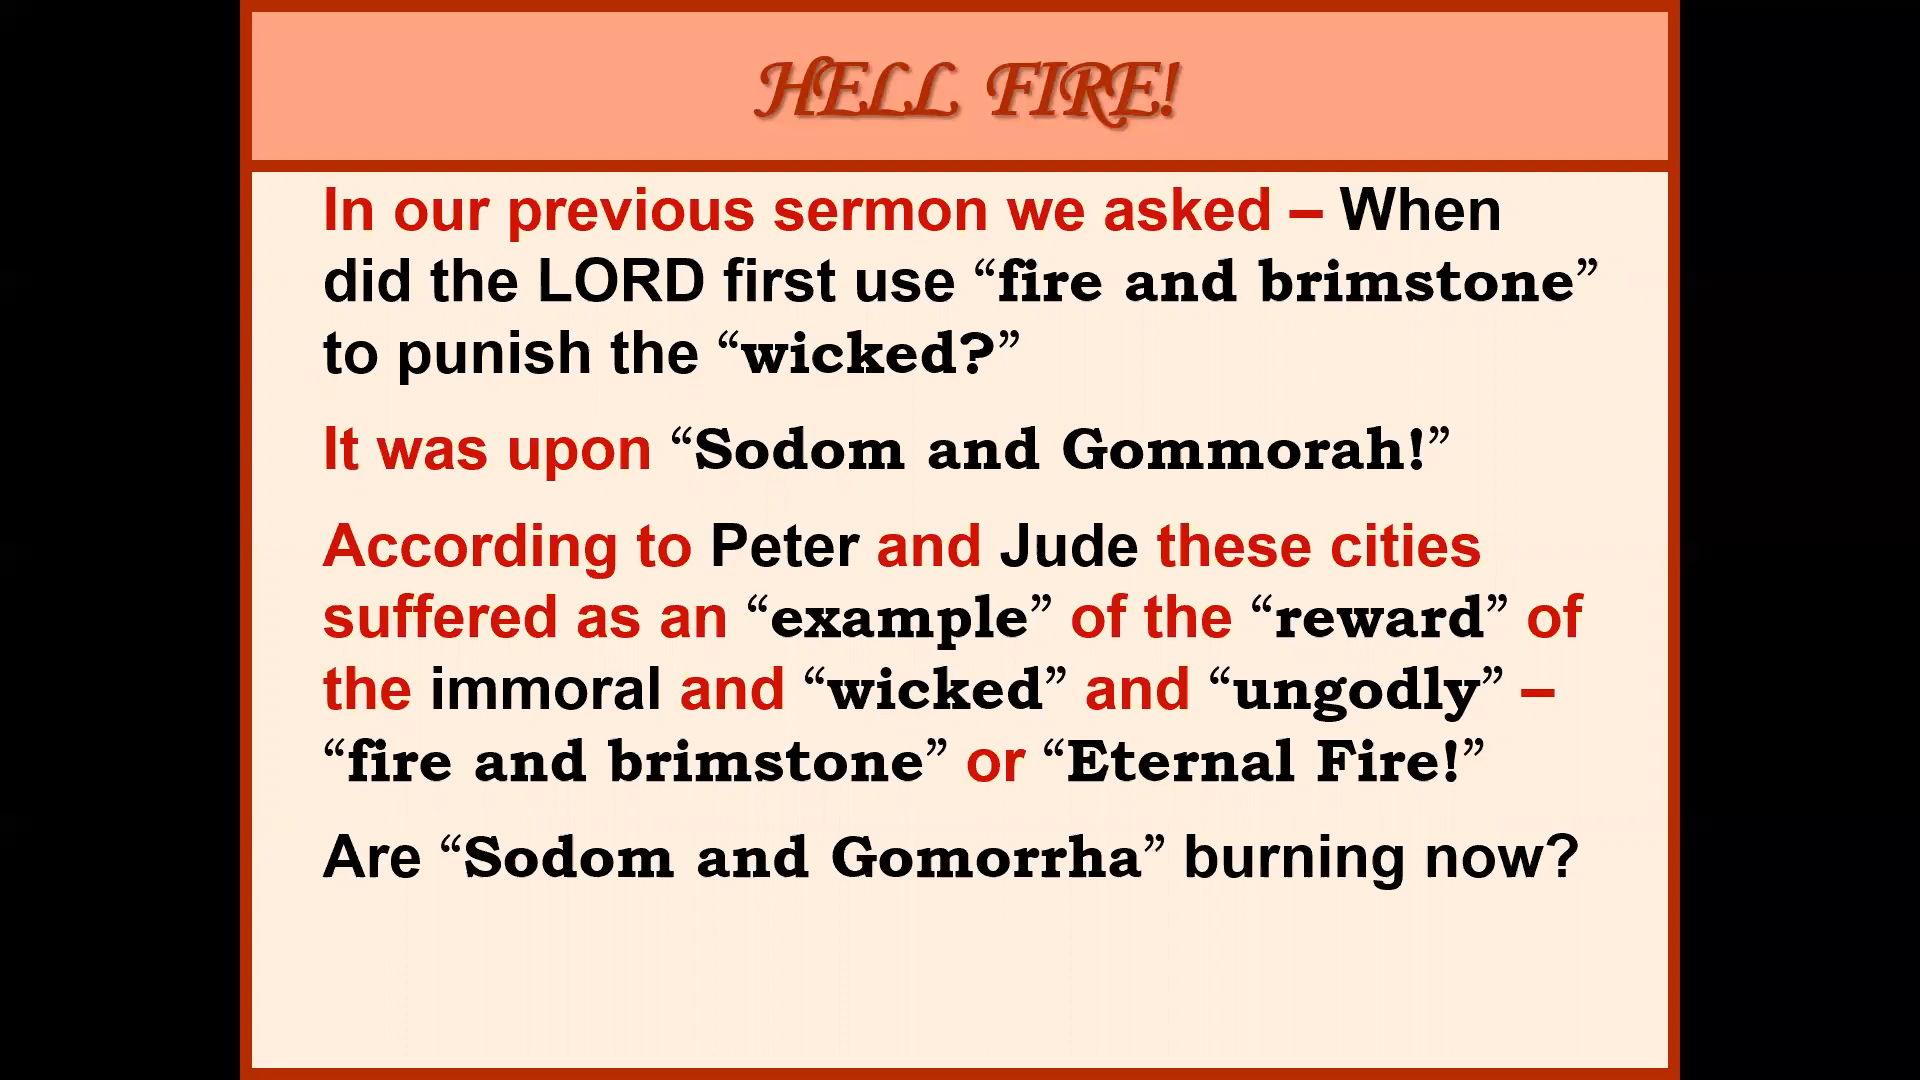 HELL FIRE!
In our previous sermon we asked – When
did the LORD first use “fire and brimstone”
to punish the “wicked?”
It was upon “Sodom and Gommorah!”
According to Peter and Jude these cities
suffered as an “example” of the “reward” of
the immoral and “wicked” and “ungodly” –
“fire and brimstone” or “Eternal Fire!”
Are “Sodom and Gomorrha” burning now?